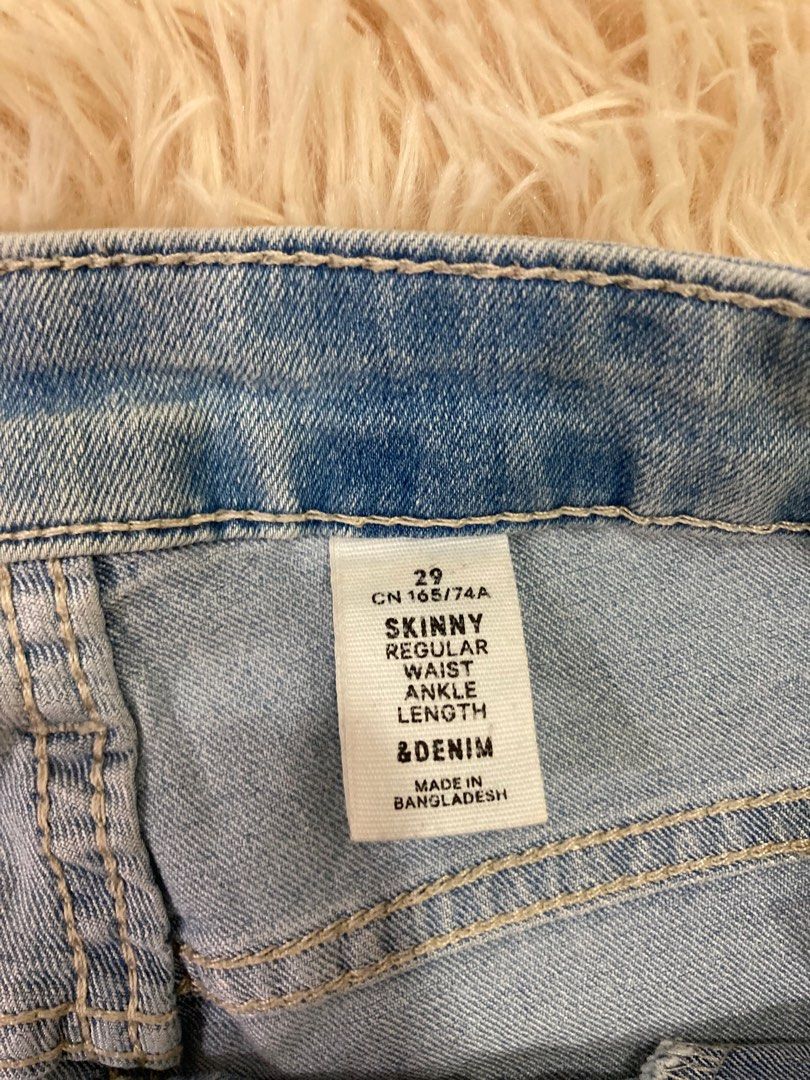 29
CN 165/74A
SKINNY
REGULAR
WAIST
ANKLE
LENGTH
&DENIM
MADE IN
BANGLADESH